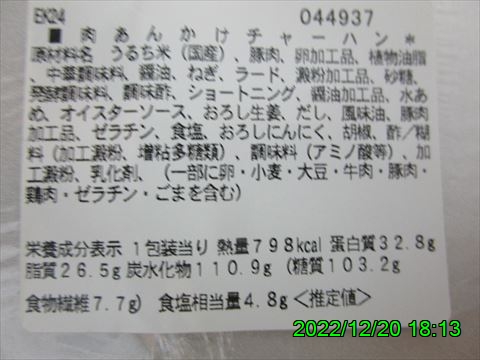 EK24 044937
■ 肉あんかけチャーハン*
原材料名 うるち米(国産)、豚肉、卵加工品、植物油脂
、中華調味料、醤油、ねぎ、ラード、澱粉加工品、砂糖、
発酵調味料、調味酢、ショートニング、醤油加工品、水あ
め、オイスターソース、おろし生姜、だし、風味油、豚肉
加工品、ゼラチン、食塩、おろしにんにく、胡椒、酢/糊
料(加工澱粉、増粘多糖類)、調味料(アミノ酸等)、加
工澱粉、乳化剤、(一部に卵・小麦・大豆・牛肉・豚肉・
鶏肉・ゼラチン・ごまを含む)
栄養成分表示 1包装当り 熱量798kcal 蛋白質32.8g
脂質26.5g 炭水化物110.9g (糖質103.2g
食物繊維7.7g) 食塩相当量4.8g<推定値>
2022/12/20 18:13